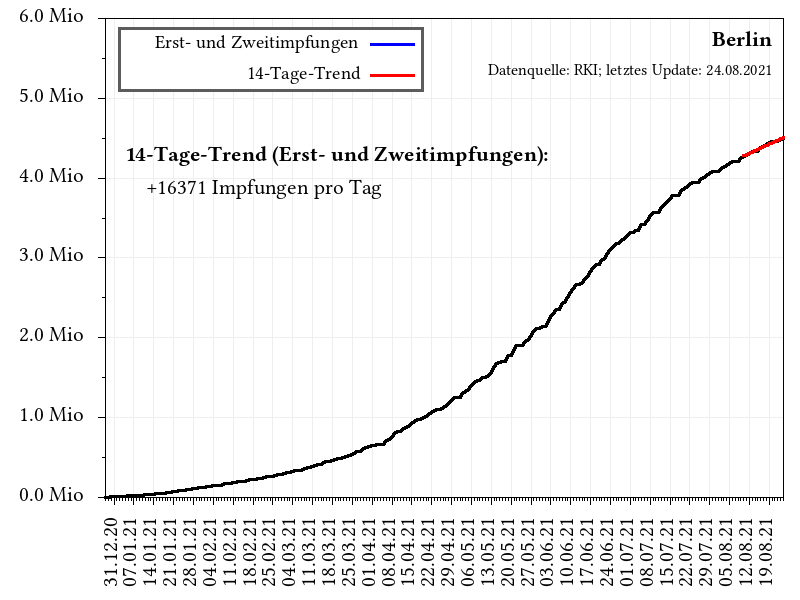 6.0 Mio
5.0 Mio
4.0 Mio
3.0 Mio
2.0 Mio
1.0 Mio
0.0 Mio
Erst- und Zweitimpfungen
14-Tage-Trend
Berlin
Datenquelle: RKI; letztes Update: 24.08.2021
14-Tage-Trend (Erst- und Zweitimpfungen):
+16371 Impfungen pro Tag
31.12.20
07.01.21
14.01.21
21.01.21
28.01.21
04.02.21
11.02.21
18.02.21
25.02.21
04.03.21
11.03.21
18.03.21
25.03.21
01.04.21
08.04.21
15.04.21
22.04.21
29.04.21
06.05.21
13.05.21
20.05.21
27.05.21
03.06.21
10.06.21
17.06.21
24.06.21
01.07.21
08.07.21
15.07.21
22.07.21
29.07.21
05.08.21
12.08.21
19.08.21